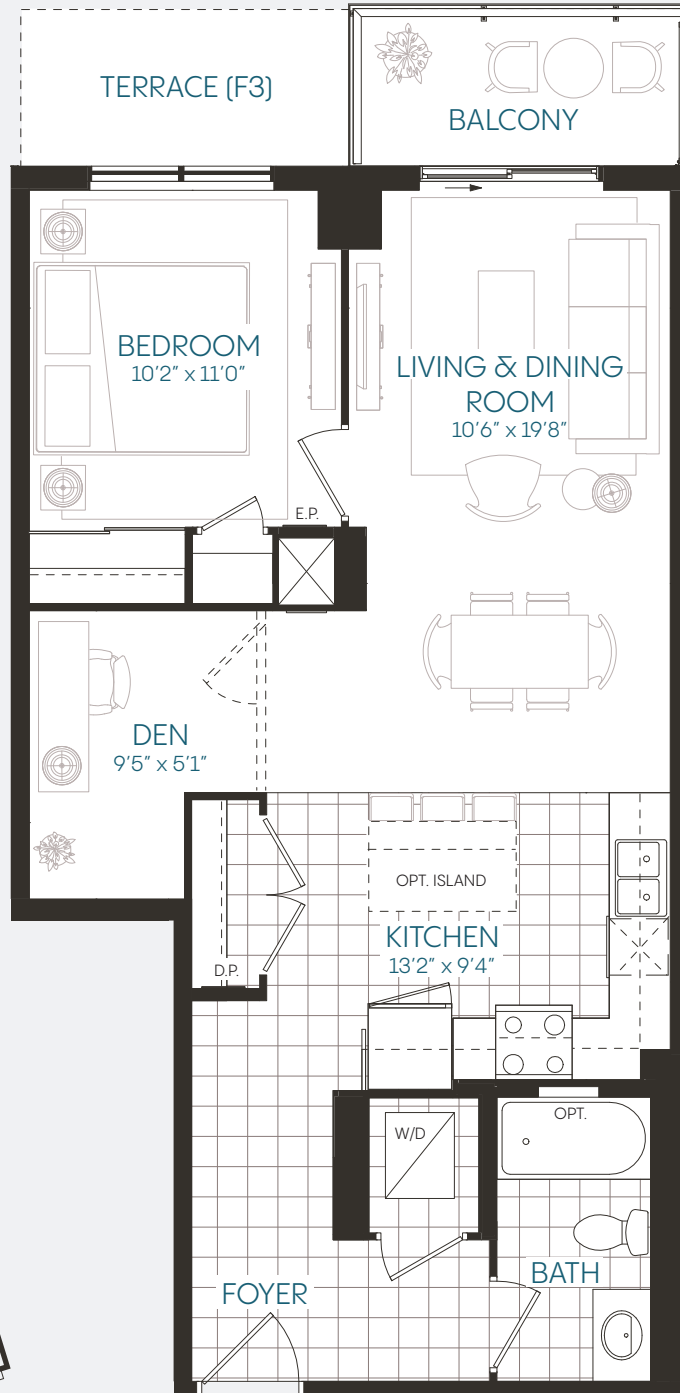 TERRACE (F3)
BALCONY
BEDROOM
10'2" x 11'0"
LIVING & DINING
ROOM
10'6" x 19'8"
E.P.
DEN
9'5" x 5'1"
OPT. ISLAND
KITCHEN
13'2" x 9'4"
D.P.
OPT.
W/D
BATH
FOYER